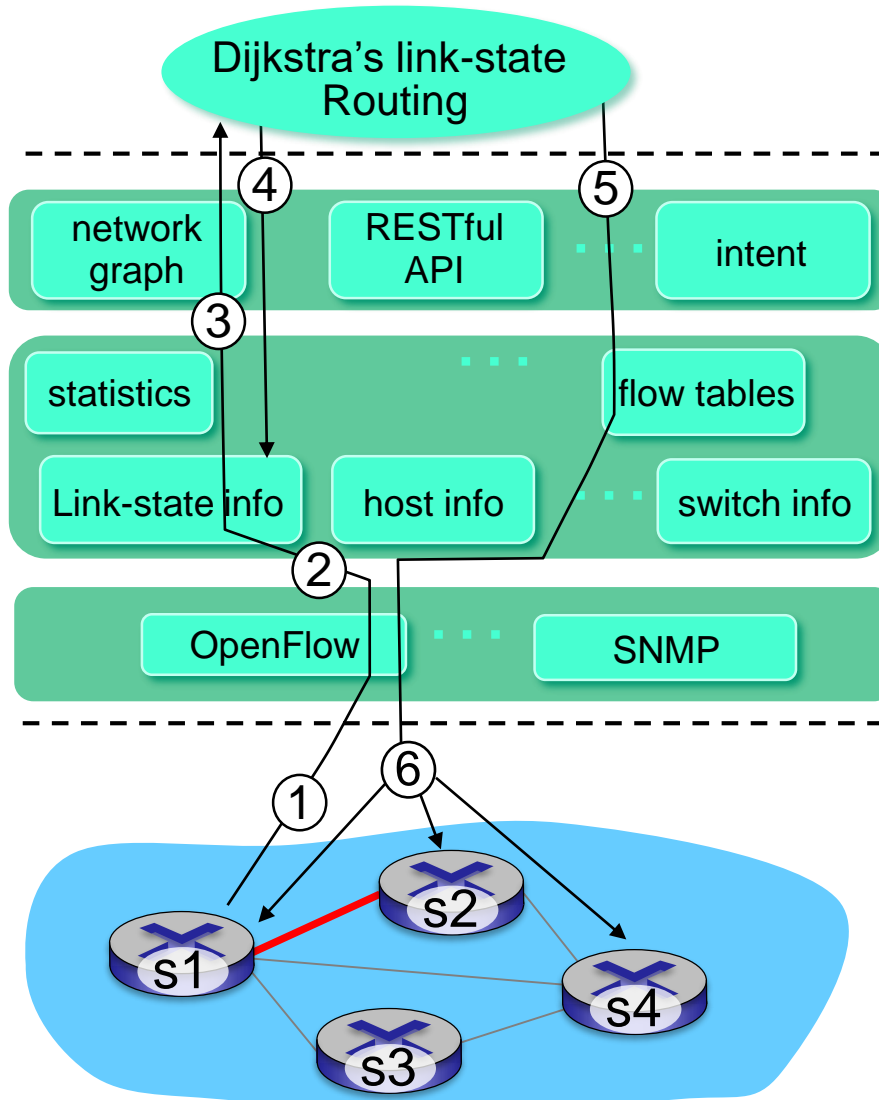 Dijkstra’s link-state
Routing
4
5
network
graph
RESTful
API
. . .
intent
3
. . .
statistics
flow tables
Link-state info
host info
. . .
switch info
2
OpenFlow
. . .
SNMP
1
6
s2
s1
s4
s3